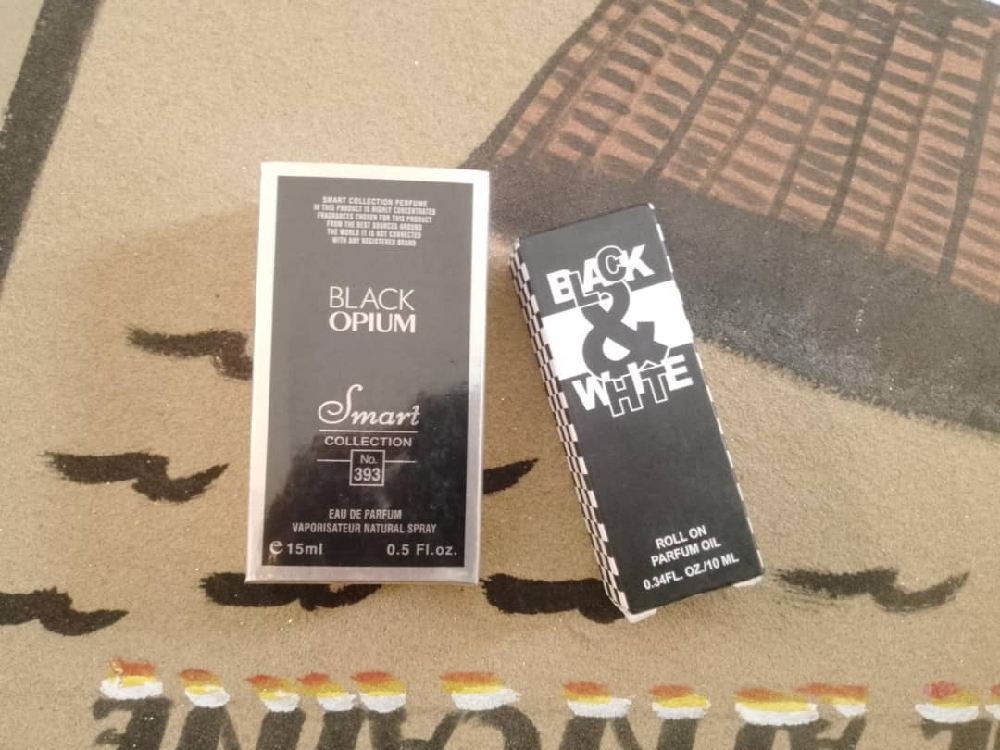 SMART COLLECTION PERFUME
IN THIS PRODUCT IS HIGHLY CONCENTRATED
FRAGRANCES CHOSEN FOR THIS PRODUCT
FROM THE BEST SOURCES AROUND
THE WORLD IT IS NOT CONNECTED
WITH ANY REGISTERED BRAND
BLACK
OPIUM
Smart
COLLECTION
No.
393
EAU DE PARFUM
VAPORISATEUR NATURAL SPRAY
e 15ml 0.5 Fl.oz.
BLACK
&
WHITE
ROLL ON
PARFUM OIL
0.34FL. OZ./10 ML